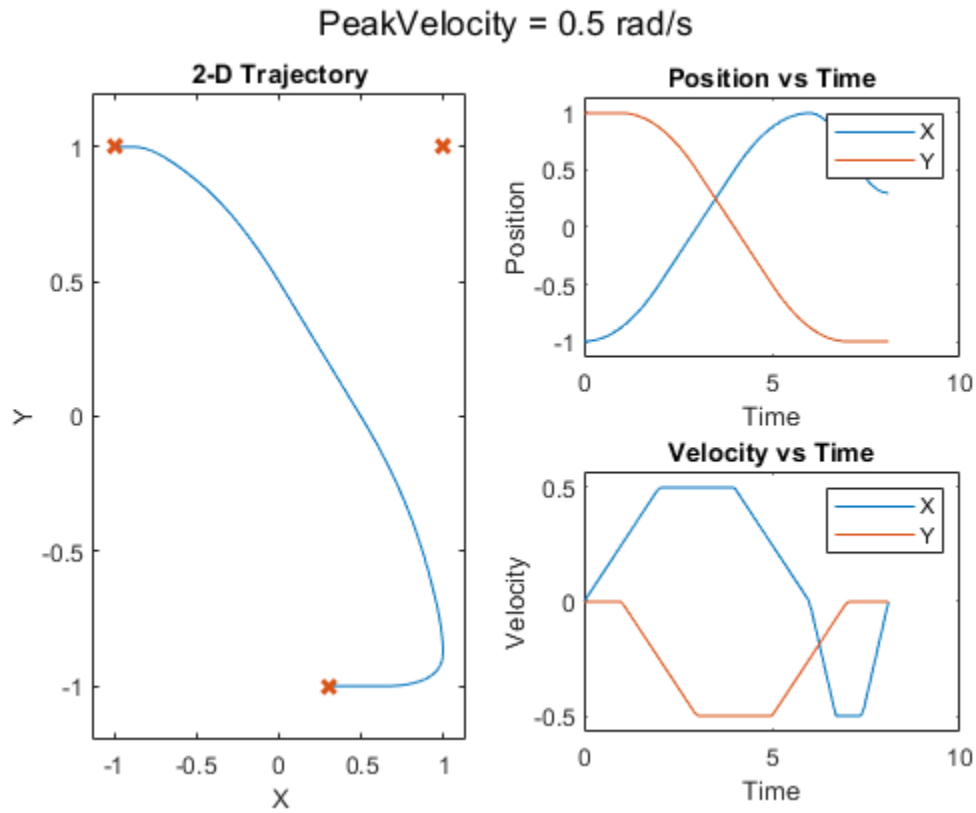 PeakVelocity = 0.5 rad/s
2-D Trajectory
1
0.5
0
-0.5
-1
Y
-1 -0.5 0 0.5 1
X
Position vs Time
1
0.5
0
-0.5
-1
Position
X
Y
0 5 10
Time
Velocity vs Time
0.5
0
-0.5
Velocity
X
Y
0 5 10
Time